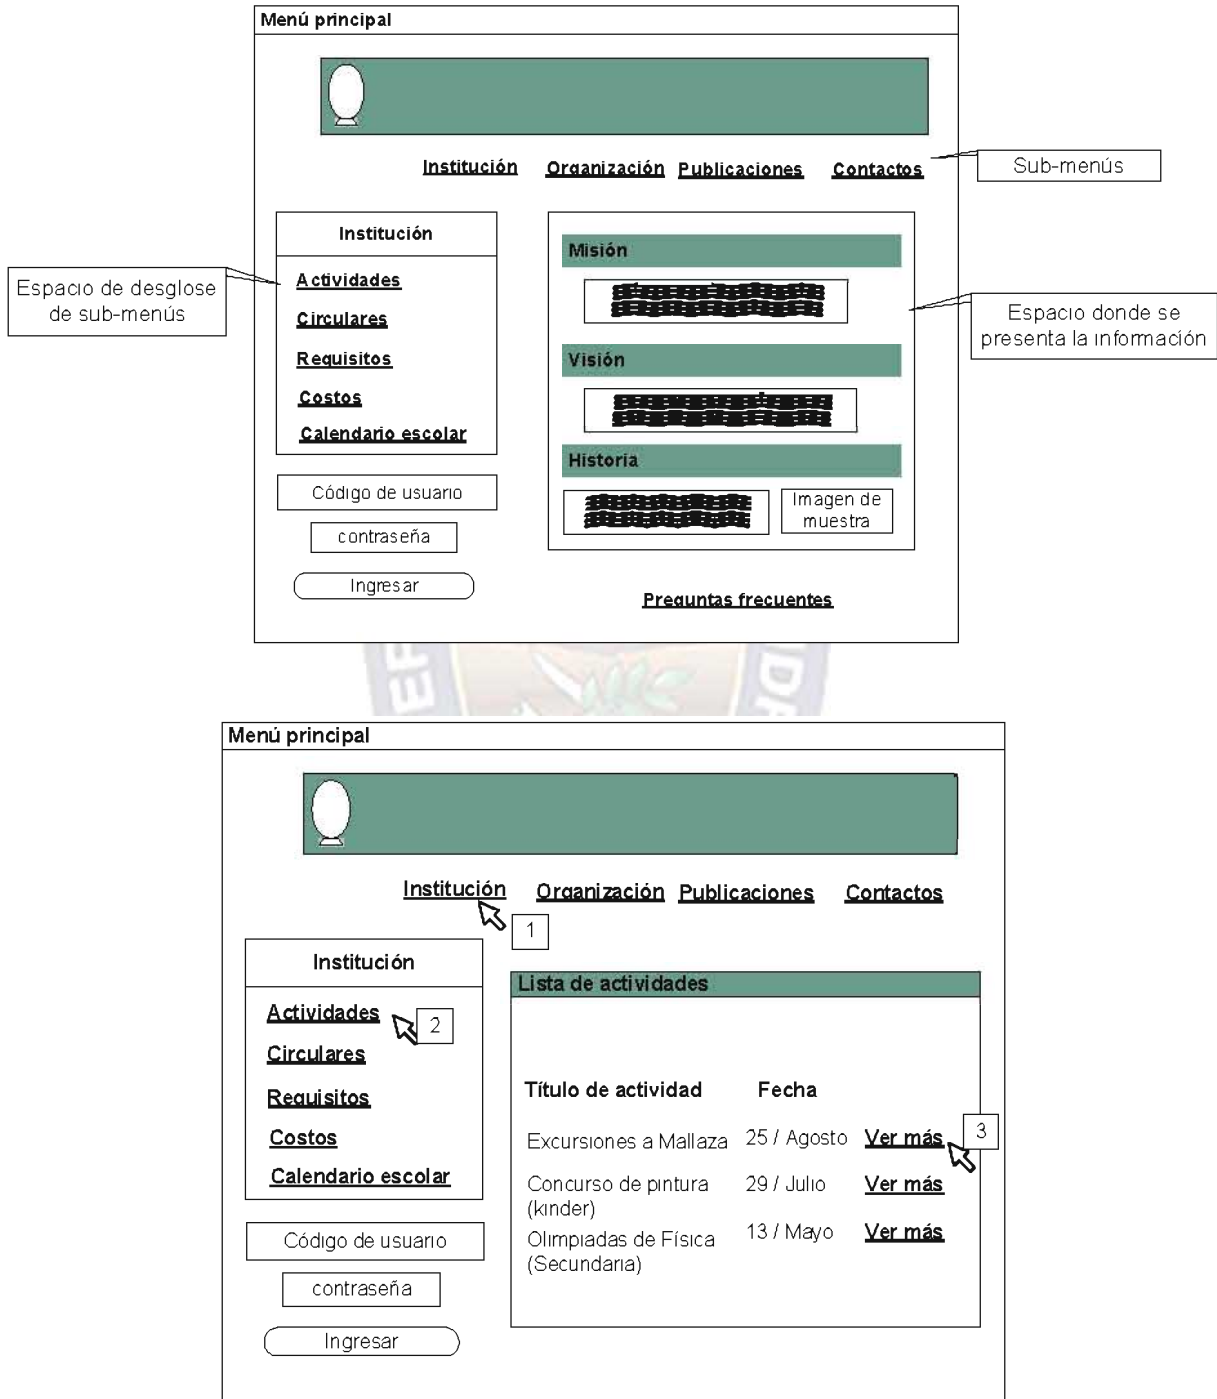 Menú principal
Institución Organización Publicaciones Contactos
Sub-menús
Institución
Actividades
Circulares
Requisitos
Costos
Calendario escolar
Espacio de desglose
de sub-menús
Misión
Visión
Historia
Imagen de
muestra
Espacio donde se
presenta la información
Código de usuario
contraseña
Ingresar
Preguntas frecuentes
Menú principal
Institución Organización Publicaciones Contactos
1
Institución
Actividades
2
Circulares
Requisitos
Costos
Calendario escolar
Lista de actividades
Título de actividad Fecha
Excursiones a Mallaza 25 / Agosto Ver más
3
Concurso de pintura 29 / Julio Ver más
(kinder)
Olimpiadas de Física 13 / Mayo Ver más
(Secundaria)
Código de usuario
contraseña
Ingresar